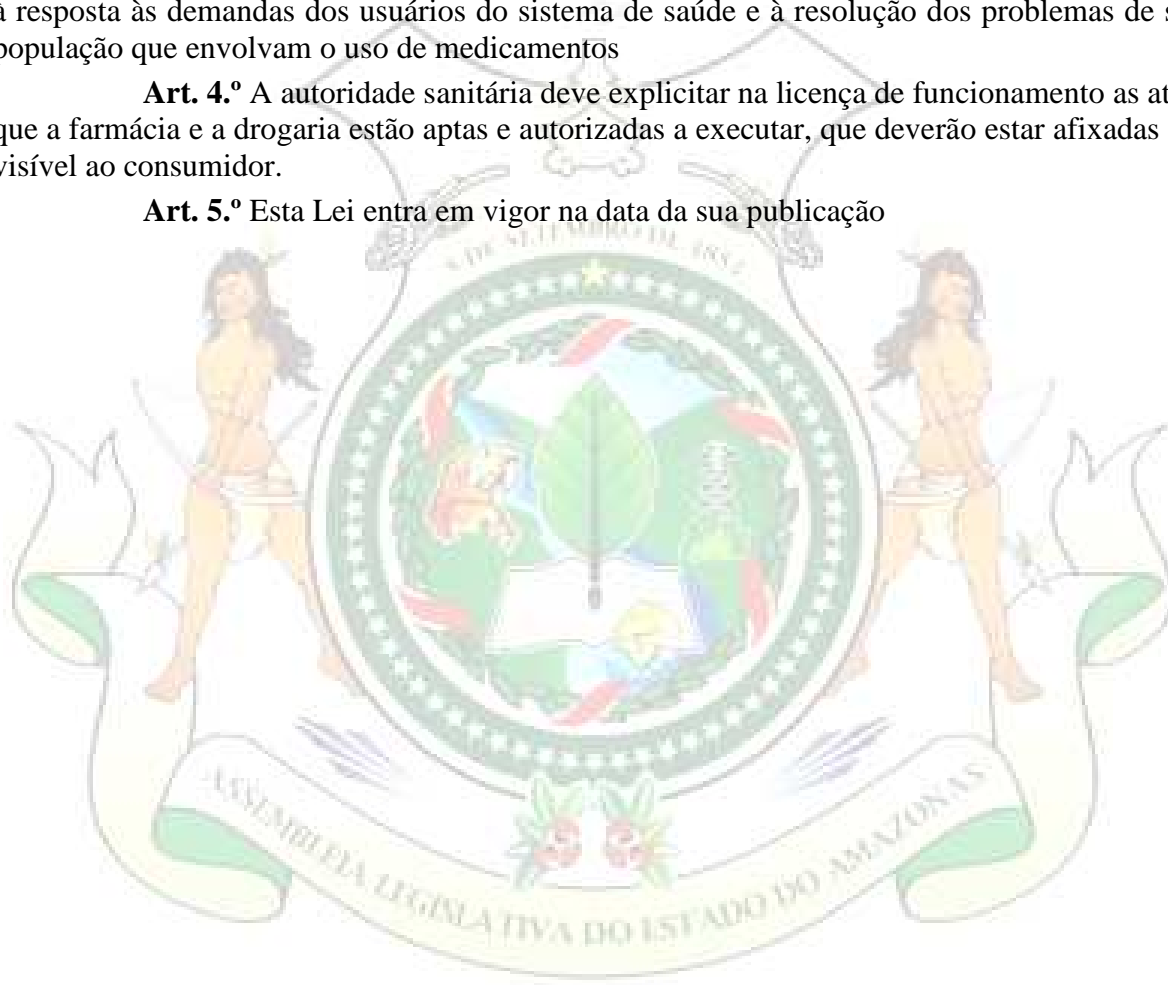 à resposta às demandas dos usuários do sistema de saúde e à resolução dos problemas de s
população que envolvam o uso de medicamentos
Art. 4.º A autoridade sanitária deve explicitar na licença de funcionamento as at
que a farmácia e a drogaria estão aptas e autorizadas a executar, que deverão estar afixadas
visível ao consumidor.
Art. 5.º Esta Lei entra em vigor na data da sua publicação
ASSEMBLEIA LEGISLATIVA DO ESTADO DO AMAZONAS